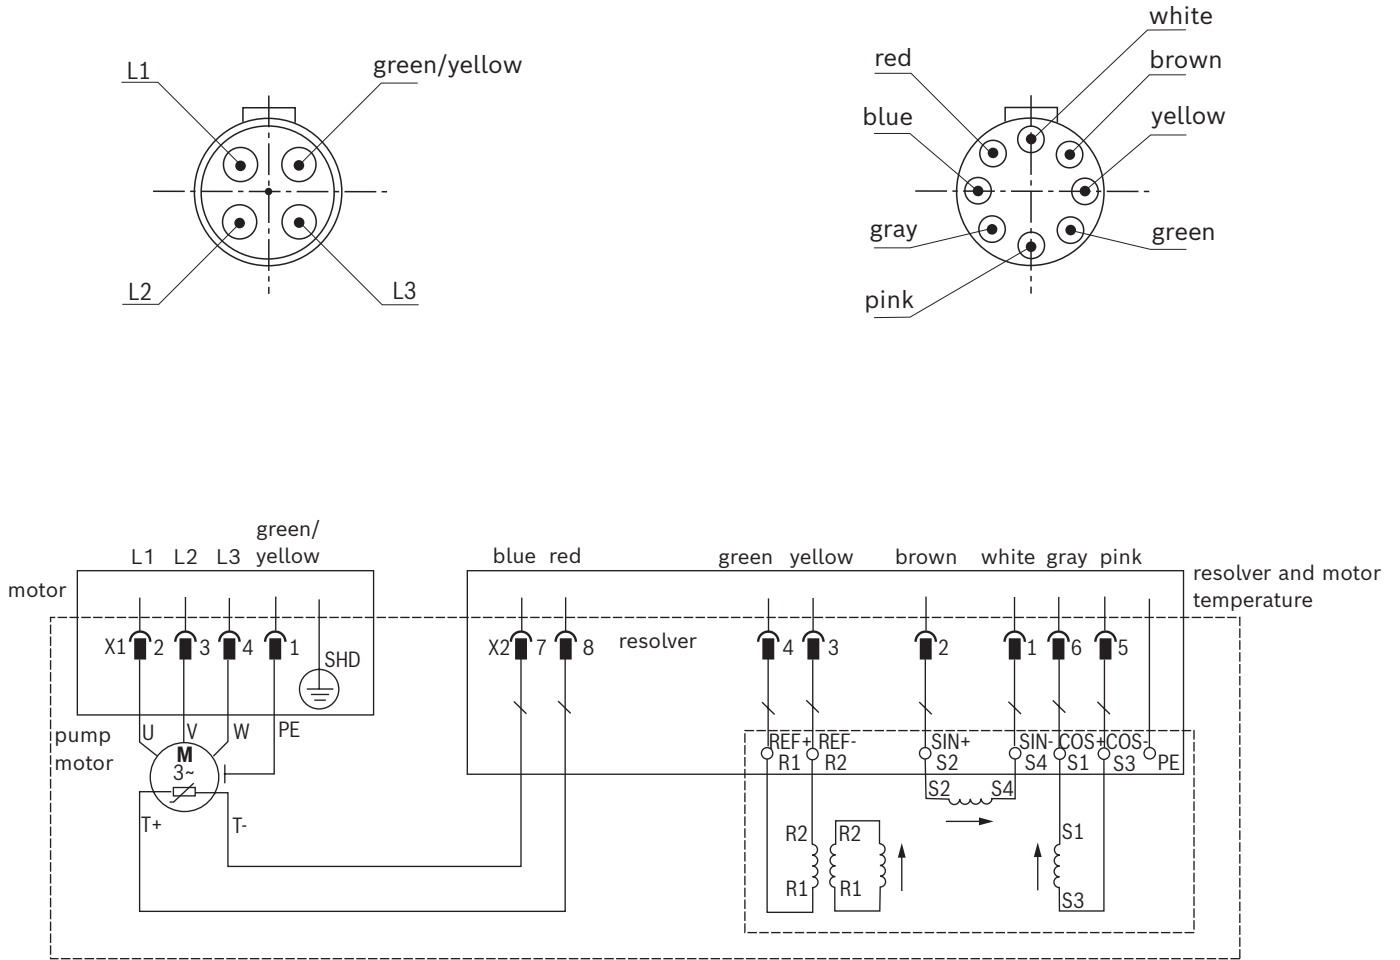 white
L1
green/yellow
red
brown
blue
yellow
gray
green
L2
L3
pink
green/
yellow
L1 L2 L3
blue red
green yellow
brown
white gray pink
motor
resolver and motor
temperature
X1 2 3 4 1
SHD
X2 7 8
resolver
4 3 2 1 6 5
pump
motor
U V W PE
M
3~
T+ T-
REF+ REF- SIN+ SIN- COS+ COS-
R1 R2 S2 S4 S1 S3 PE
S2 S4
R2 R2 S1
R1 R1 S3